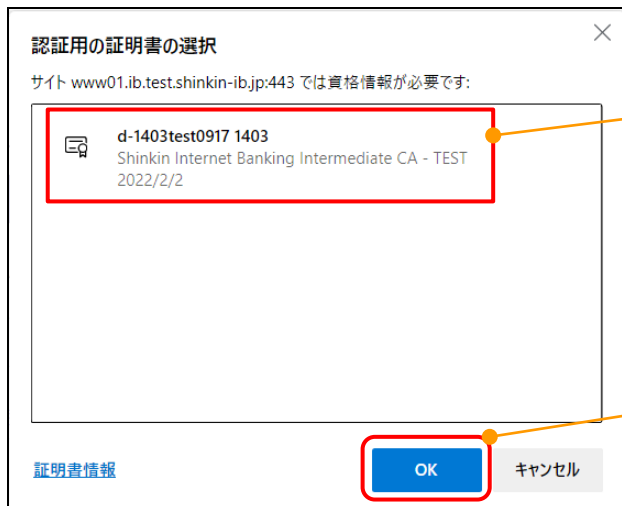 認証用の証明書の選択
サイト www01.ib.test.shinkin-ib.jp:443 では資格情報が必要です:
d-1403test0917 1403
Shinkin Internet Banking Intermediate CA - TEST
2022/2/2
証明書情報
OK
キャンセル